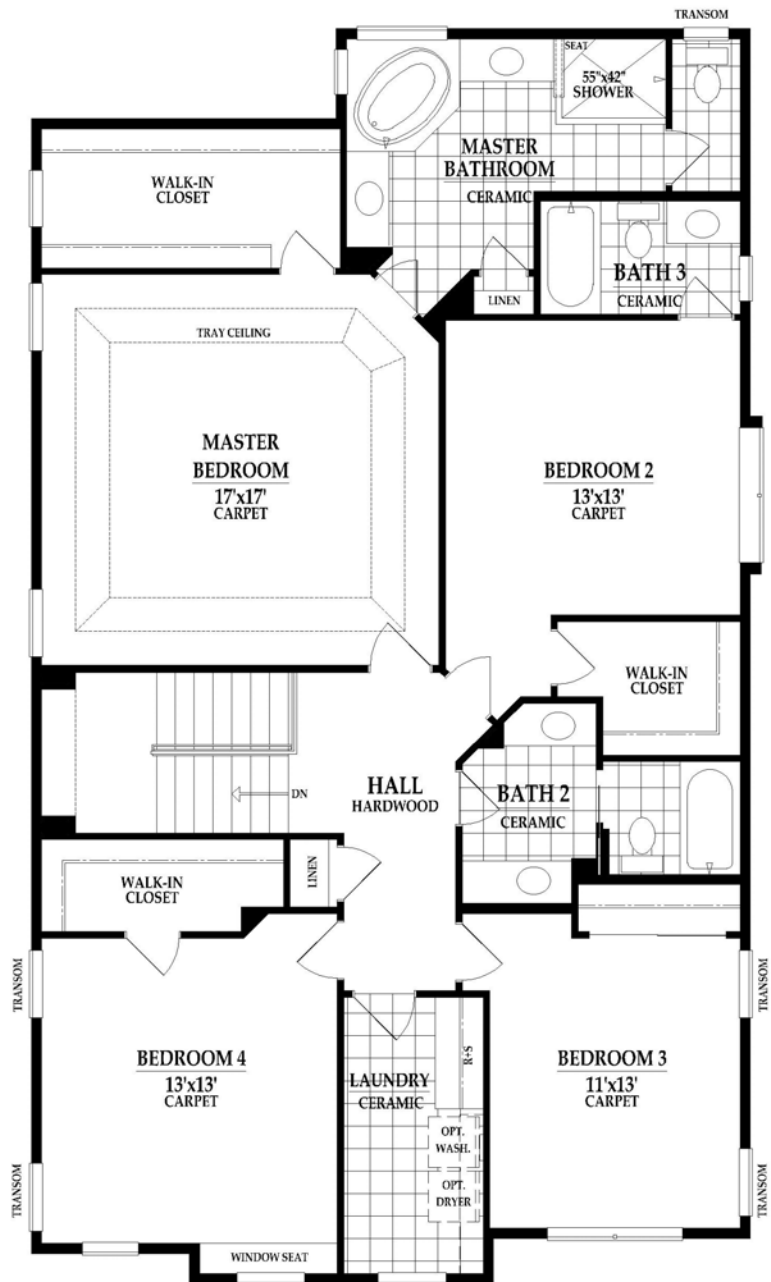 TRANSOM
SEAT
55"x42"
SHOWER
MASTER
BATHROOM
CERAMIC
WALK-IN
CLOSET
BATH 3
CERAMIC
LINEN
TRAY CEILING
MASTER
BEDROOM
17'x17'
CARPET
BEDROOM 2
13'x13'
CARPET
WALK-IN
CLOSET
HALL
HARDWOOD
DN
BATH 2
CERAMIC
WALK-IN
CLOSET
LINEN
TRANSOM
TRANSOM
BEDROOM 4
13'x13'
CARPET
LAUNDRY
CERAMIC
R+S
BEDROOM 3
11'x13'
CARPET
OPT.
WASH.
OPT.
DRYER
TRANSOM
TRANSOM
WINDOW SEAT